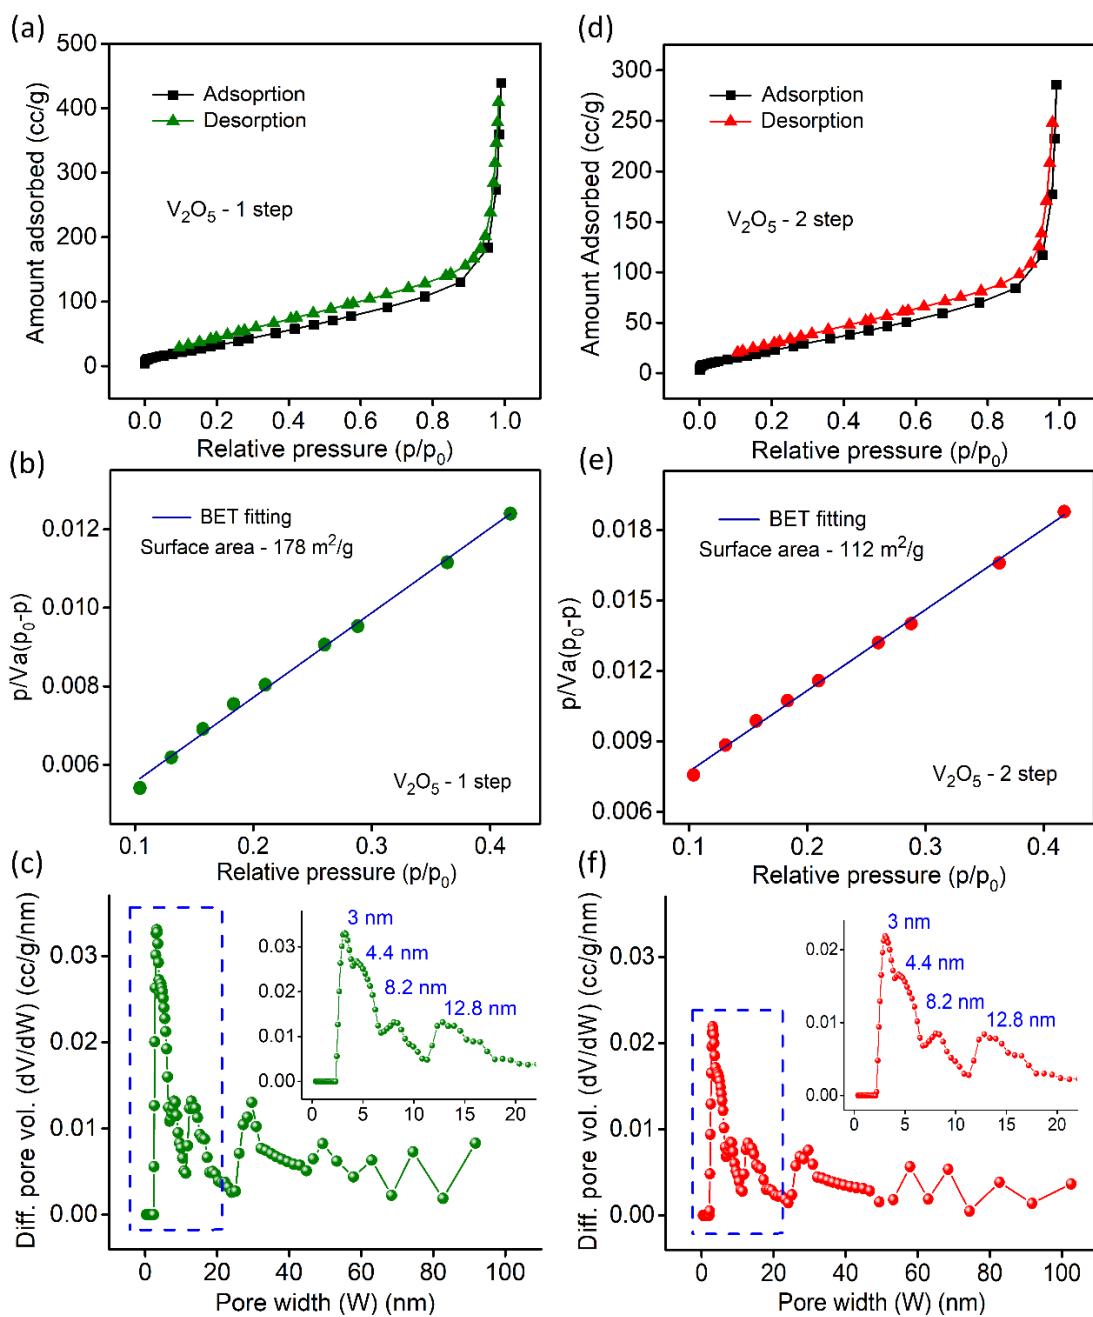 (a)
500
400
300
200
100
0
Amount adsorbed (cc/g)
Adsoprtion
Desorption
V2O5 - 1 step
0.0 0.2 0.4 0.6 0.8 1.0
Relative pressure (p/p0)
(d)
300
250
200
150
100
50
0
Amount Adsorbed (cc/g)
Adsorption
Desorption
V2O5 - 2 step
0.0 0.2 0.4 0.6 0.8 1.0
Relative pressure (p/p0)
(b)
0.012
0.010
0.008
0.006
p/Va(p0-p)
BET fitting
Surface area - 178 m2/g
V2O5 - 1 step
0.1 0.2 0.3 0.4
Relative pressure (p/p0)
(e)
0.018
0.015
0.012
0.009
0.006
p/Va(p0-p)
BET fitting
Surface area - 112 m2/g
V2O5 - 2 step
0.1 0.2 0.3 0.4
Relative pressure (p/p0)
(c)
0.03
0.02
0.01
0.00
Diff. pore vol. (dV/dW) (cc/g/nm)
3 nm
4.4 nm
8.2 nm
12.8 nm
0.03
0.02
0.01
0.00
0 5 10 15 20
0 20 40 60 80 100
Pore width (W) (nm)
(f)
0.03
0.02
0.01
0.00
Diff. pore vol. (dV/dW) (cc/g/nm)
3 nm
4.4 nm
8.2 nm
12.8 nm
0.02
0.01
0.00
0 5 10 15 20
0 20 40 60 80 100
Pore width (W) (nm)